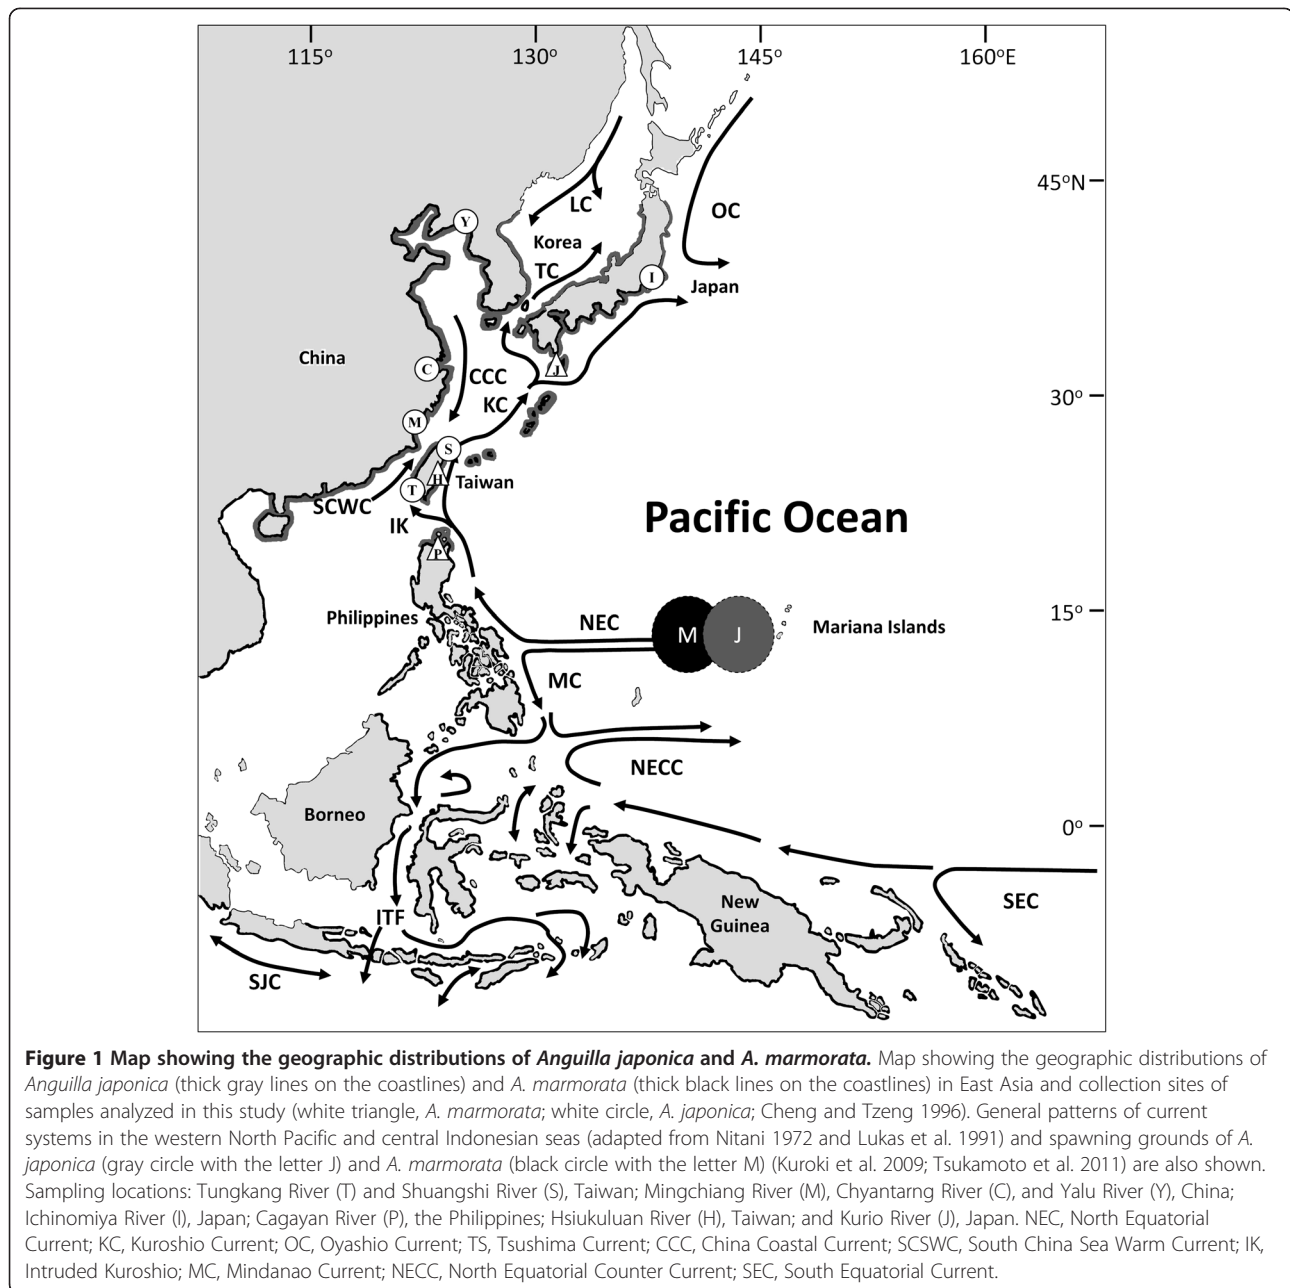 115º 130º 145º 160ºE
45ºN
LC
OC
Y
Korea
TC
I
Japan
China
C
J
CCC
30º
KC
M
S
H
Taiwan
T
SCWC
Pacific Ocean
IK
P
15º
Philippines
NEC
M J
Mariana Islands
MC
NECC
Borneo
0º
New
Guinea
SEC
ITF
SJC
Figure 1 Map showing the geographic distributions of Anguilla japonica and A. marmorata. Map showing the geographic distributions of
Anguilla japonica (thick gray lines on the coastlines) and A. marmorata (thick black lines on the coastlines) in East Asia and collection sites of
samples analyzed in this study (white triangle, A. marmorata; white circle, A. japonica; Cheng and Tzeng 1996). General patterns of current
systems in the western North Pacific and central Indonesian seas (adapted from Nitani 1972 and Lukas et al. 1991) and spawning grounds of A.
japonica (gray circle with the letter J) and A. marmorata (black circle with the letter M) (Kuroki et al. 2009; Tsukamoto et al. 2011) are also shown.
Sampling locations: Tungkang River (T) and Shuangshi River (S), Taiwan; Mingchiang River (M), Chyantarng River (C), and Yalu River (Y), China;
Ichinomiya River (I), Japan; Cagayan River (P), the Philippines; Hsiukuluan River (H), Taiwan; and Kurio River (J), Japan. NEC, North Equatorial
Current; KC, Kuroshio Current; OC, Oyashio Current; TS, Tsushima Current; CCC, China Coastal Current; SCSWC, South China Sea Warm Current; IK,
Intruded Kuroshio; MC, Mindanao Current; NECC, North Equatorial Counter Current; SEC, South Equatorial Current.